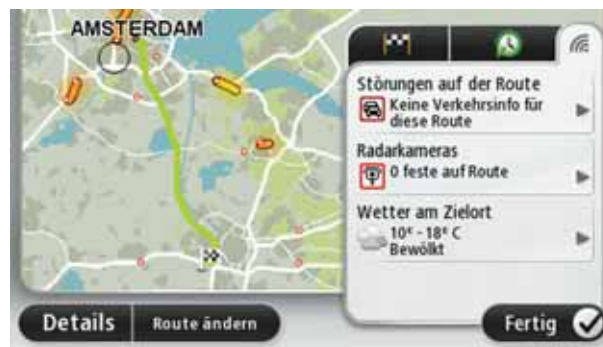 AMSTERDAM
Störungen auf der Route
Keine Verkehrsinfo für
diese Route
Radarkameras
0 feste auf Route
Wetter am Zielort
10° - 18° C
Bewölkt
Details
Route ändern
Fertig